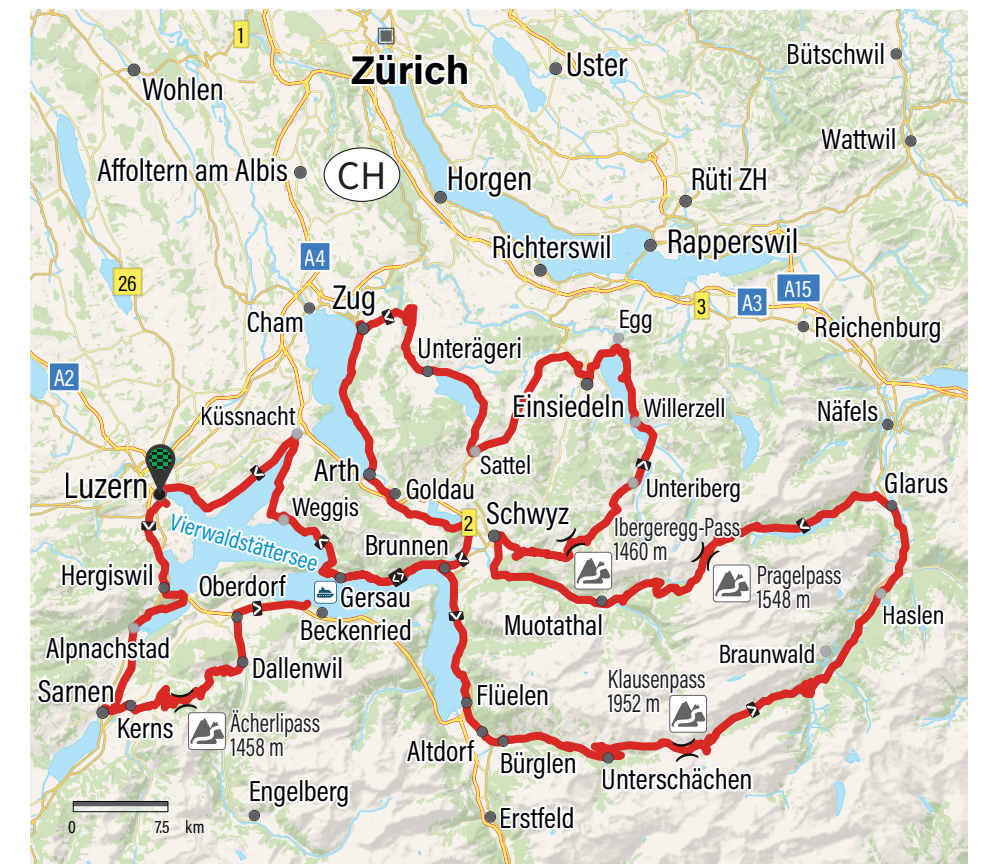 1
Zürich
Uster
Bütschwil
Wohlen
Wattwil
Affoltern am Albis
CH
Horgen
Rüti ZH
Richterswil
Rapperswil
A4
26
Zug
A15
A3
3
Cham
Egg
Reichenburg
Unterägeri
A2
Einsiedeln
Willerzell
Näfels
Küssnacht
Sattel
Arth
Goldau
Unteriberg
Glarus
Luzern
Weggis
2
Schwyz
Ibergeregg-Pass
1460 m
Vierwaldstättersee
Brunnen
Pragelpass
1548 m
Hergiswil
Oberdorf
Gersau
Beckenried
Muotathal
Haslen
Alpnachstad
Dallenwil
Braunwald
Sarnen
Klausenpass
1952 m
Flüelen
Kerns
Ächerlipass
1458 m
Altdorf
Bürglen
Unterschächen
Engelberg
Erstfeld
0 7.5 km